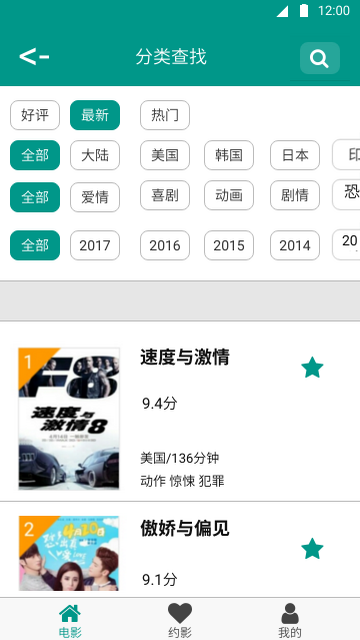 12:00
<- 分类查找
好评 最新 热门
全部 大陆 美国 韩国 日本 印
全部 爱情 喜剧 动画 剧情 恐
全部 2017 2016 2015 2014 20
1
F8
速度与激情8
速度与激情
9.4分
美国/136分钟
动作 惊悚 犯罪
2
傲娇与偏见
9.1分
电影 约影 我的